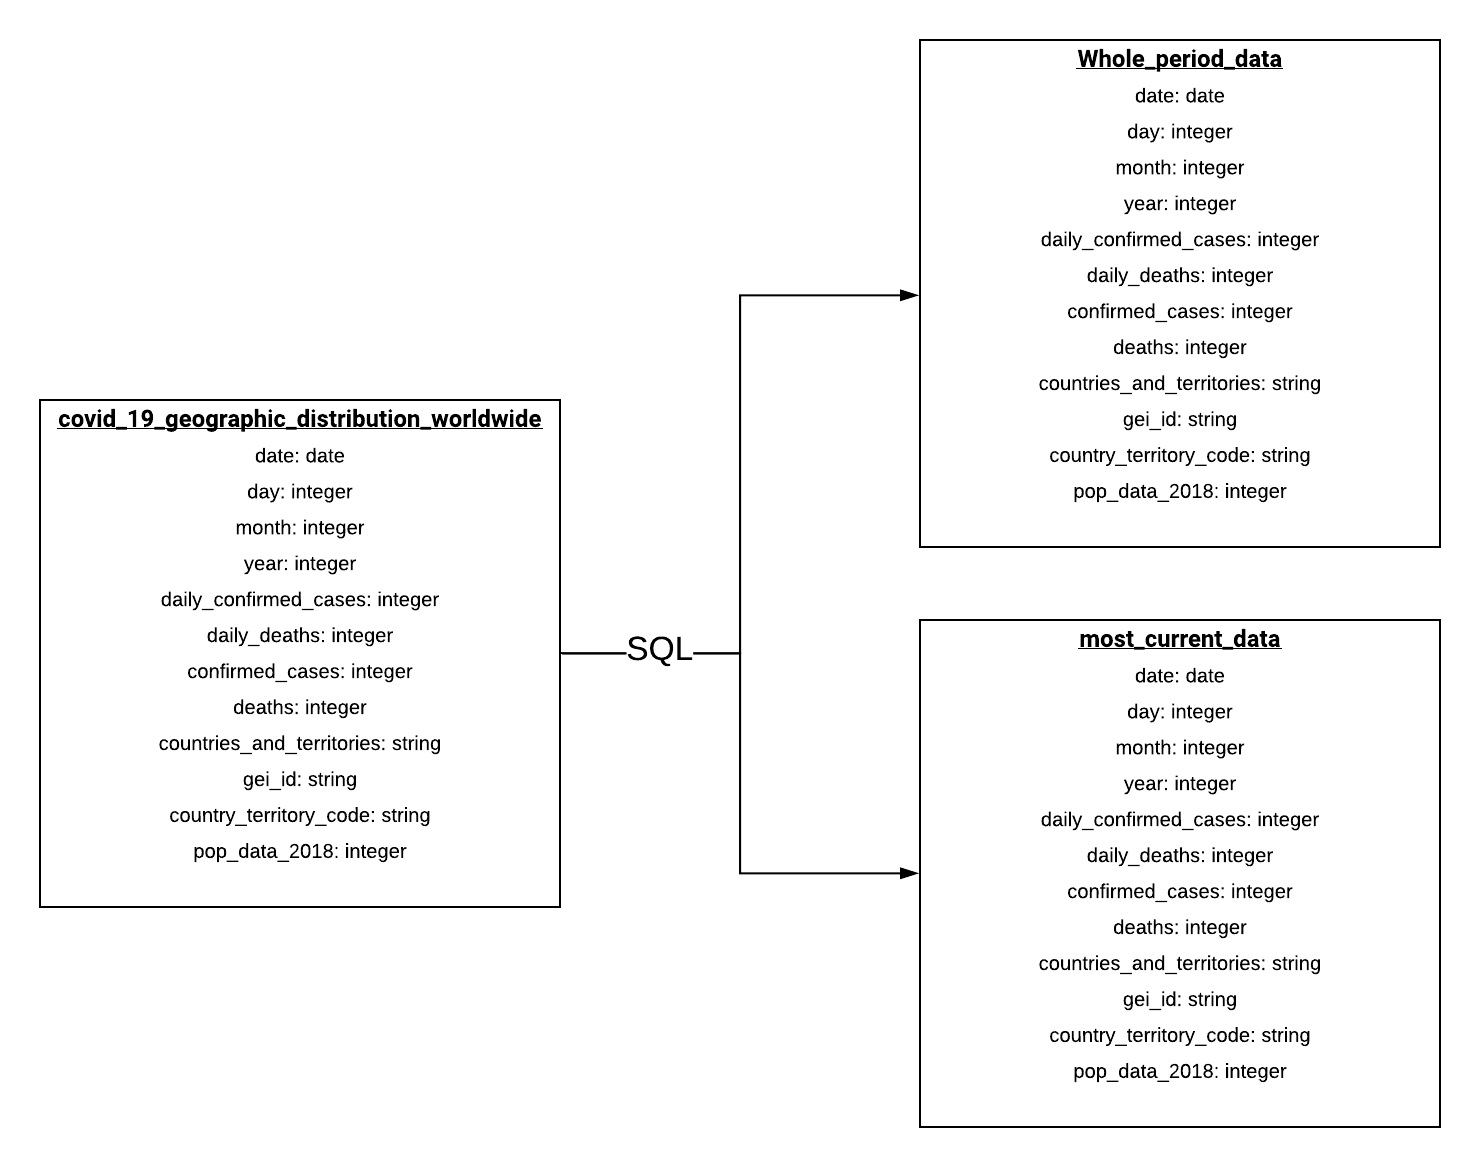 covid_19_geographic_distribution_worldwide
date: date
day: integer
month: integer
year: integer
daily_confirmed_cases: integer
daily_deaths: integer
confirmed_cases: integer
deaths: integer
countries_and_territories: string
gei_id: string
country_territory_code: string
pop_data_2018: integer
SQL
Whole_period_data
date: date
day: integer
month: integer
year: integer
daily_confirmed_cases: integer
daily_deaths: integer
confirmed_cases: integer
deaths: integer
countries_and_territories: string
gei_id: string
country_territory_code: string
pop_data_2018: integer
most_current_data
date: date
day: integer
month: integer
year: integer
daily_confirmed_cases: integer
daily_deaths: integer
confirmed_cases: integer
deaths: integer
countries_and_territories: string
gei_id: string
country_territory_code: string
pop_data_2018: integer